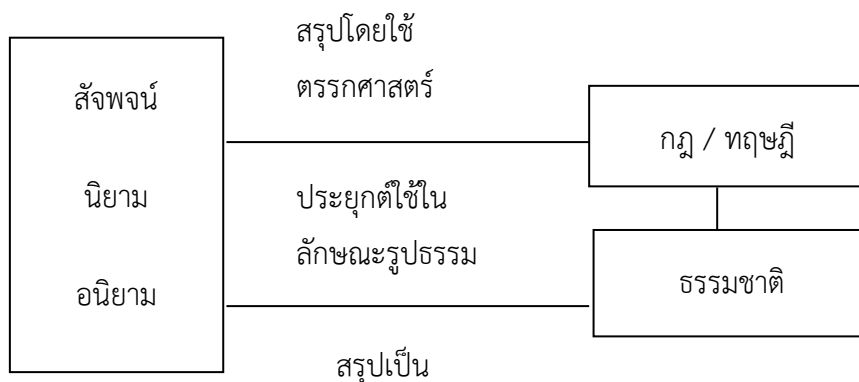 สรุปโดยใช้
ตรรกศาสตร์
สัจพจน์
นิยาม
อนิยาม
กฎ / ทฤษฎี
ประยุกต์ใช้ใน
ลักษณะรูปธรรม
ธรรมชาติ
สรุปเป็น